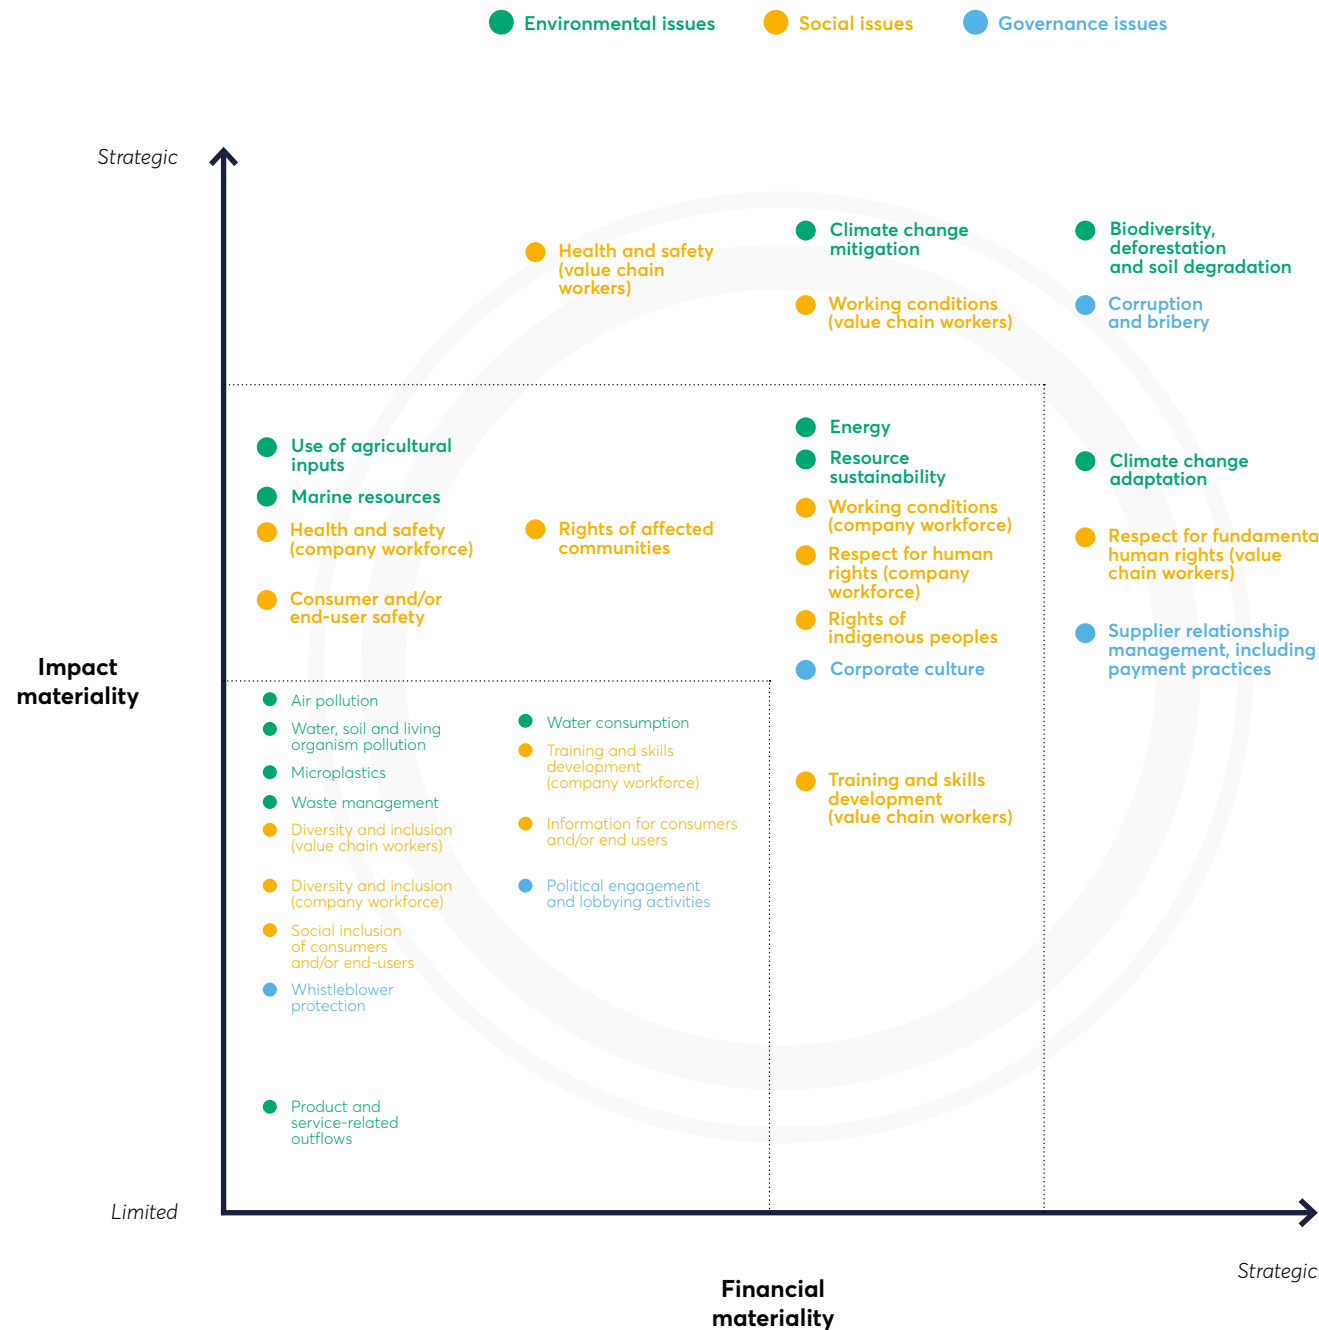 Environmental issues
Social issues
Governance issues
Strategic
Health and safety
(value chain
workers)
Climate change
mitigation
Working conditions
(value chain workers)
Biodiversity,
deforestation
and soil degradation
Corruption
and bribery
Use of agricultural
inputs
Marine resources
Health and safety
(company workforce)
Consumer and/or
end-user safety
Rights of affected
communities
Energy
Resource
sustainability
Working conditions
(company workforce)
Respect for human
rights (company
workforce)
Rights of
indigenous peoples
Corporate culture
Climate change
adaptation
Respect for fundamenta
human rights (value
chain workers)
Supplier relationship
management, including
payment practices
Impact
materiality
Air pollution
Water, soil and living
organism pollution
Microplastics
Waste management
Diversity and inclusion
(value chain workers)
Diversity and inclusion
(company workforce)
Social inclusion
of consumers
and/or end-users
Whistleblower
protection
Product and
service-related
outflows
Water consumption
Training and skills
development
(company workforce)
Information for consumers
and/or end users
Political engagement
and lobbying activities
Training and skills
development
(value chain workers)
Limited
Strategic
Financial
materiality